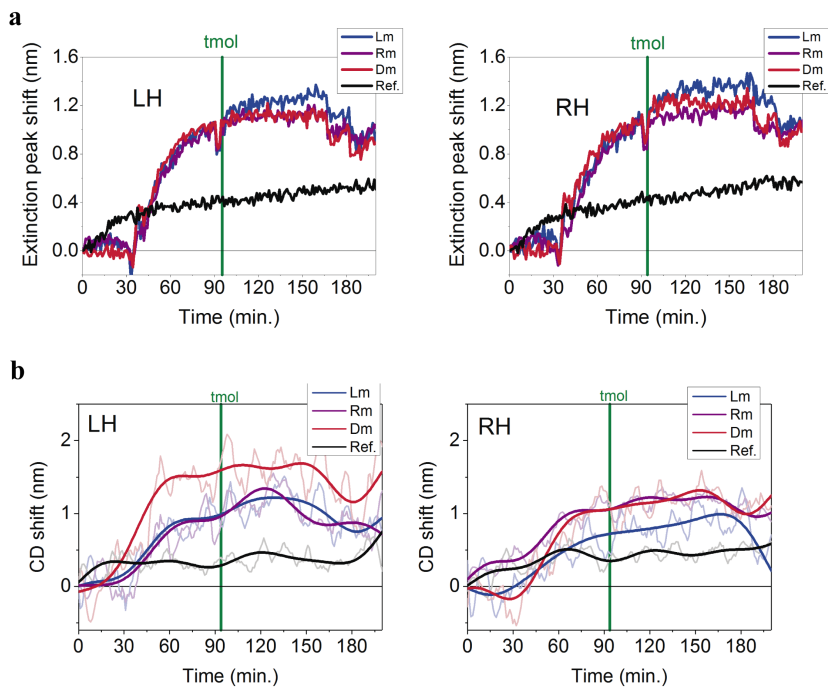 a
tmol
Lm
Rm
Dm
Ref.
LH
Extinction peak shift (nm)
1.6
1.2
0.8
0.4
0.0
0 30 60 90 120 150 180
Time (min.)
tmol
Lm
Rm
Dm
Ref.
RH
Extinction peak shift (nm)
1.6
1.2
0.8
0.4
0.0
0 30 60 90 120 150 180
Time (min.)
b
tmol
Lm
Rm
Dm
Ref.
LH
CD shift (nm)
2
1
0
0 30 60 90 120 150 180
Time (min.)
tmol
Lm
Rm
Dm
Ref.
RH
CD shift (nm)
2
1
0
0 30 60 90 120 150 180
Time (min.)